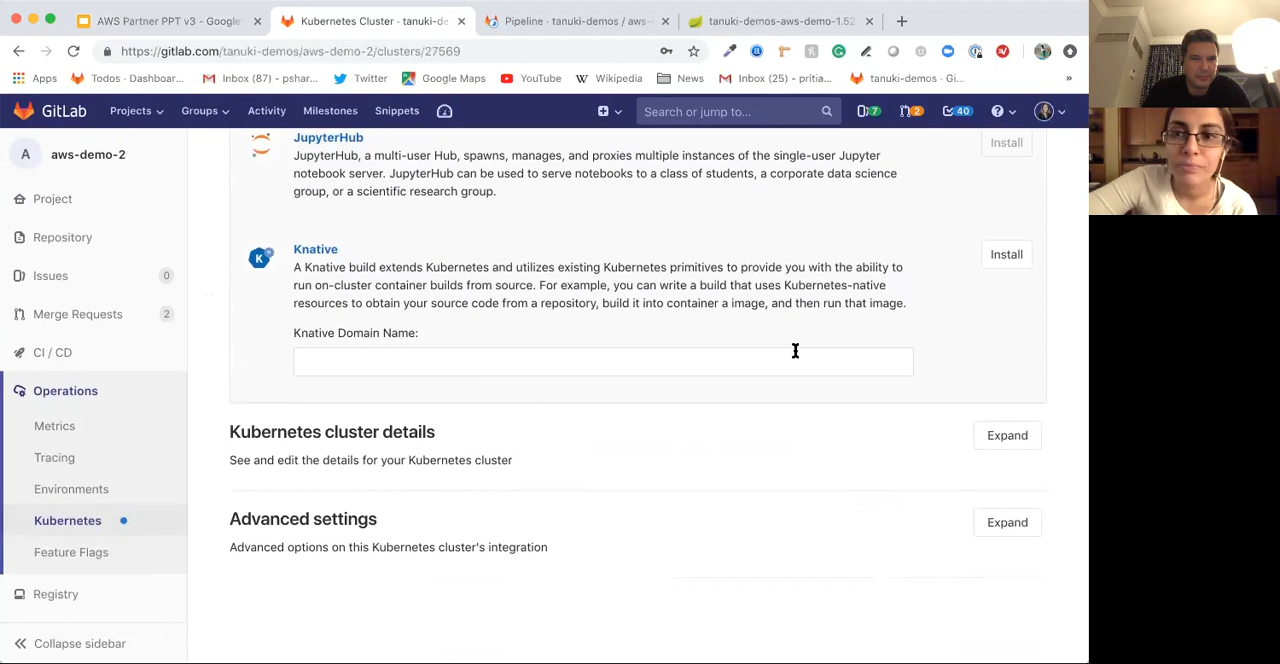 AWS Partner PPT v3 - Google
Kubernetes Cluster · tanuki-de
Pipeline · tanuki-demos / aws-
tanuki-demos-aws-demo-1.52
https://gitlab.com/tanuki-demos/aws-demo-2/clusters/27569
Apps
Todos · Dashboar...
Inbox (87) - pshar...
Twitter
Google Maps
YouTube
Wikipedia
News
Inbox (25) - pritia...
tanuki-demos · Gi...
»
GitLab
Projects
Groups
Activity
Milestones
Snippets
Search or jump to...
7
2
40
A
aws-demo-2
Project
Repository
Issues
0
Merge Requests
2
CI / CD
Operations
Metrics
Tracing
Environments
Kubernetes
Feature Flags
Registry
Collapse sidebar
JupyterHub
Install
JupyterHub, a multi-user Hub, spawns, manages, and proxies multiple instances of the single-user Jupyter
notebook server. JupyterHub can be used to serve notebooks to a class of students, a corporate data science
group, or a scientific research group.
K
Knative
Install
A Knative build extends Kubernetes and utilizes existing Kubernetes primitives to provide you with the ability to
run on-cluster container builds from source. For example, you can write a build that uses Kubernetes-native
resources to obtain your source code from a repository, build it into container a image, and then run that image.
Knative Domain Name:
Kubernetes cluster details
Expand
See and edit the details for your Kubernetes cluster
Advanced settings
Expand
Advanced options on this Kubernetes cluster's integration